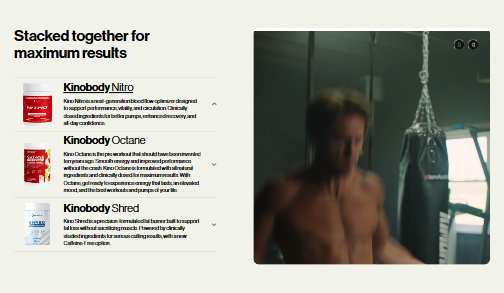 Stacked together for
maximum results
Kinobody Nitro
Kino Nitro is a next-generation blood flow optimizer designed
to support performance, vitality, and circulation. Clinically
dosed ingredients for better pumps, enhance recovery, and
all-day confidence
NITRO
Kinobody Octane
Kino Octane is the pre workout that should have been invented
ten years ago. Smooth energy and improved performance
without the crash. Kino Octane is formulated with all natural
ingredients and clinically dosed for maximum results. With
Octane, get ready to experience energy that lasts, an elevated
mood, and the best workouts and pumps of your life.
Kinobody Shred
Kino Shred is a precision-formulated fat burner built to support
fat loss without sacrificing muscle. Powered by clinically
studied ingredients for serious cutting results, with a new
Caffeine-Free option.
SHRED